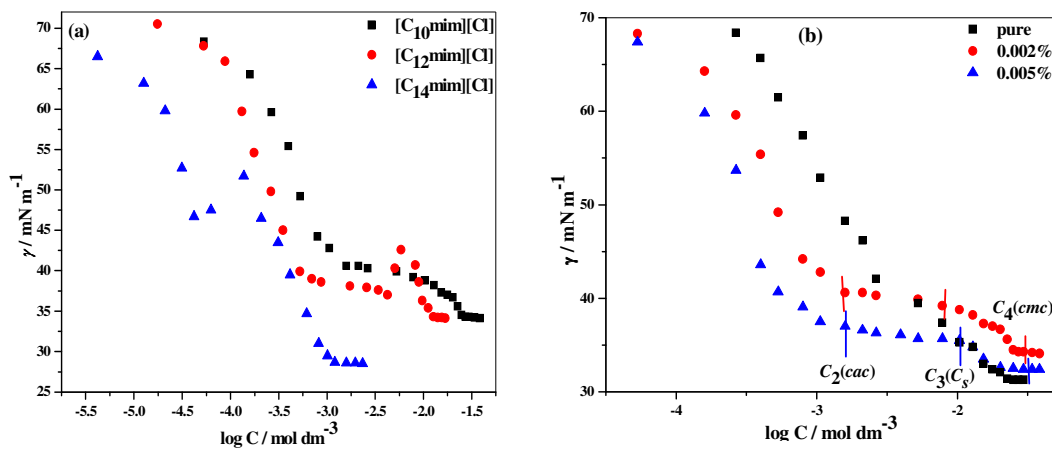 (a)
[C10mim][Cl]
[C12mim][Cl]
[C14mim][Cl]
70
65
60
55
50
45
40
35
30
25
γ / mN m-1
-5.5 -5.0 -4.5 -4.0 -3.5 -3.0 -2.5 -2.0 -1.5 -1.0
log C / mol dm-3
(b)
pure
0.002%
0.005%
70
60
50
40
30
γ / mN m-1
C4(cmc)
C2(cac)
C3(Cs)
-4 -3 -2
log C / mol dm-3